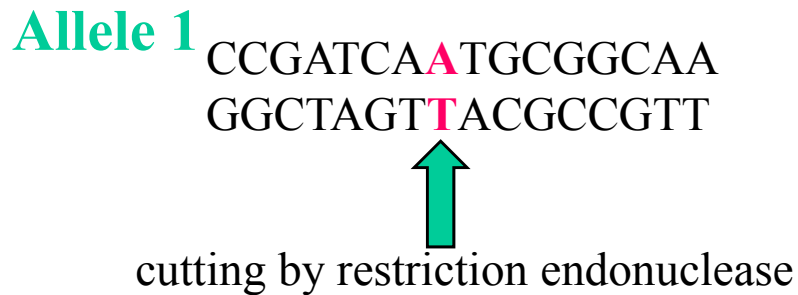 Allele 1
CCGATCAATGCGGCAA
GGCTAGTTACGCCGTT
cutting by restriction endonuclease